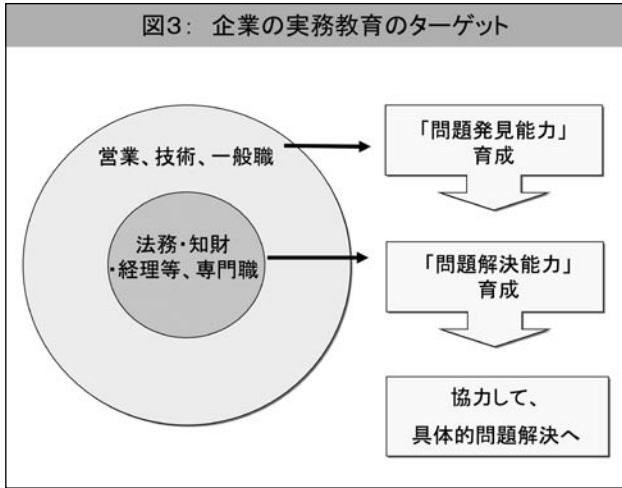 図3： 企業の実務教育のターゲット
営業、技術、一般職
法務・知財
・経理等、専門職
「問題発見能力」
育成
「問題解決能力」
育成
協力して、
具体的問題解決へ